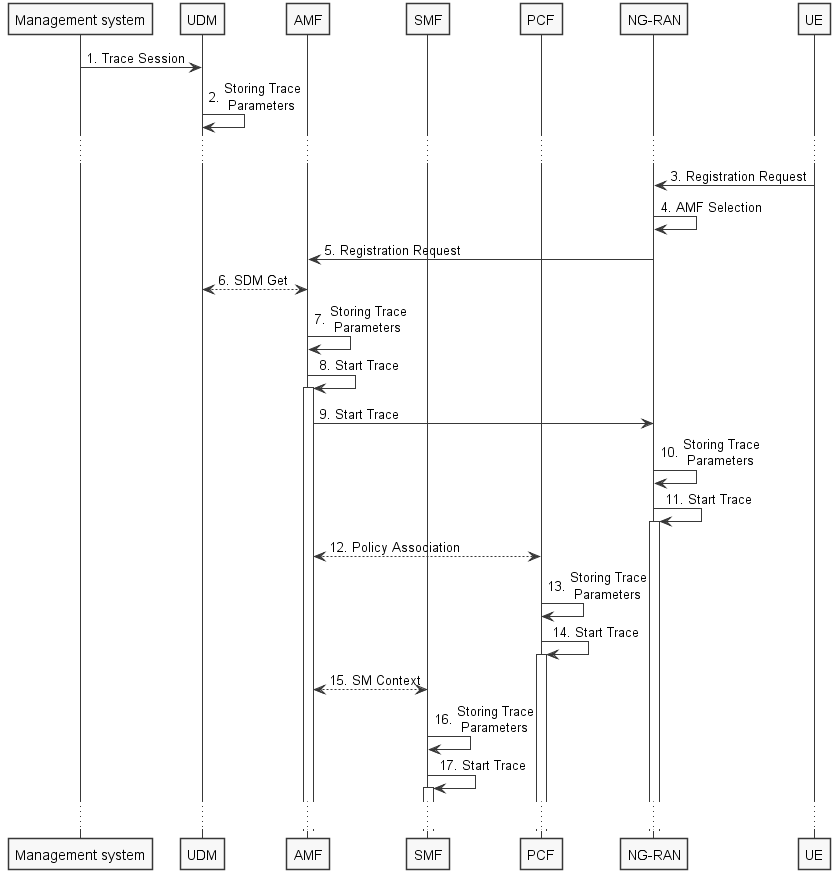 Management system
UDM
AMF
SMF
PCF
NG-RAN
UE
1. Trace Session
2. Storing Trace
Parameters
3. Registration Request
4. AMF Selection
5. Registration Request
6. SDM Get
7. Storing Trace
Parameters
8. Start Trace
9. Start Trace
10. Storing Trace
Parameters
11. Start Trace
12. Policy Association
13. Storing Trace
Parameters
14. Start Trace
15. SM Context
16. Storing Trace
Parameters
17. Start Trace
Management system
UDM
AMF
SMF
PCF
NG-RAN
UE